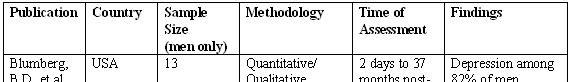 Publication Country Sample Methodology Time of Findings
Size Assessment
(men only)
Blumberg, USA 13 Quantitative/ 2 days to 37 Depression among
B.D., et al. Qualitative months post- 82% of men